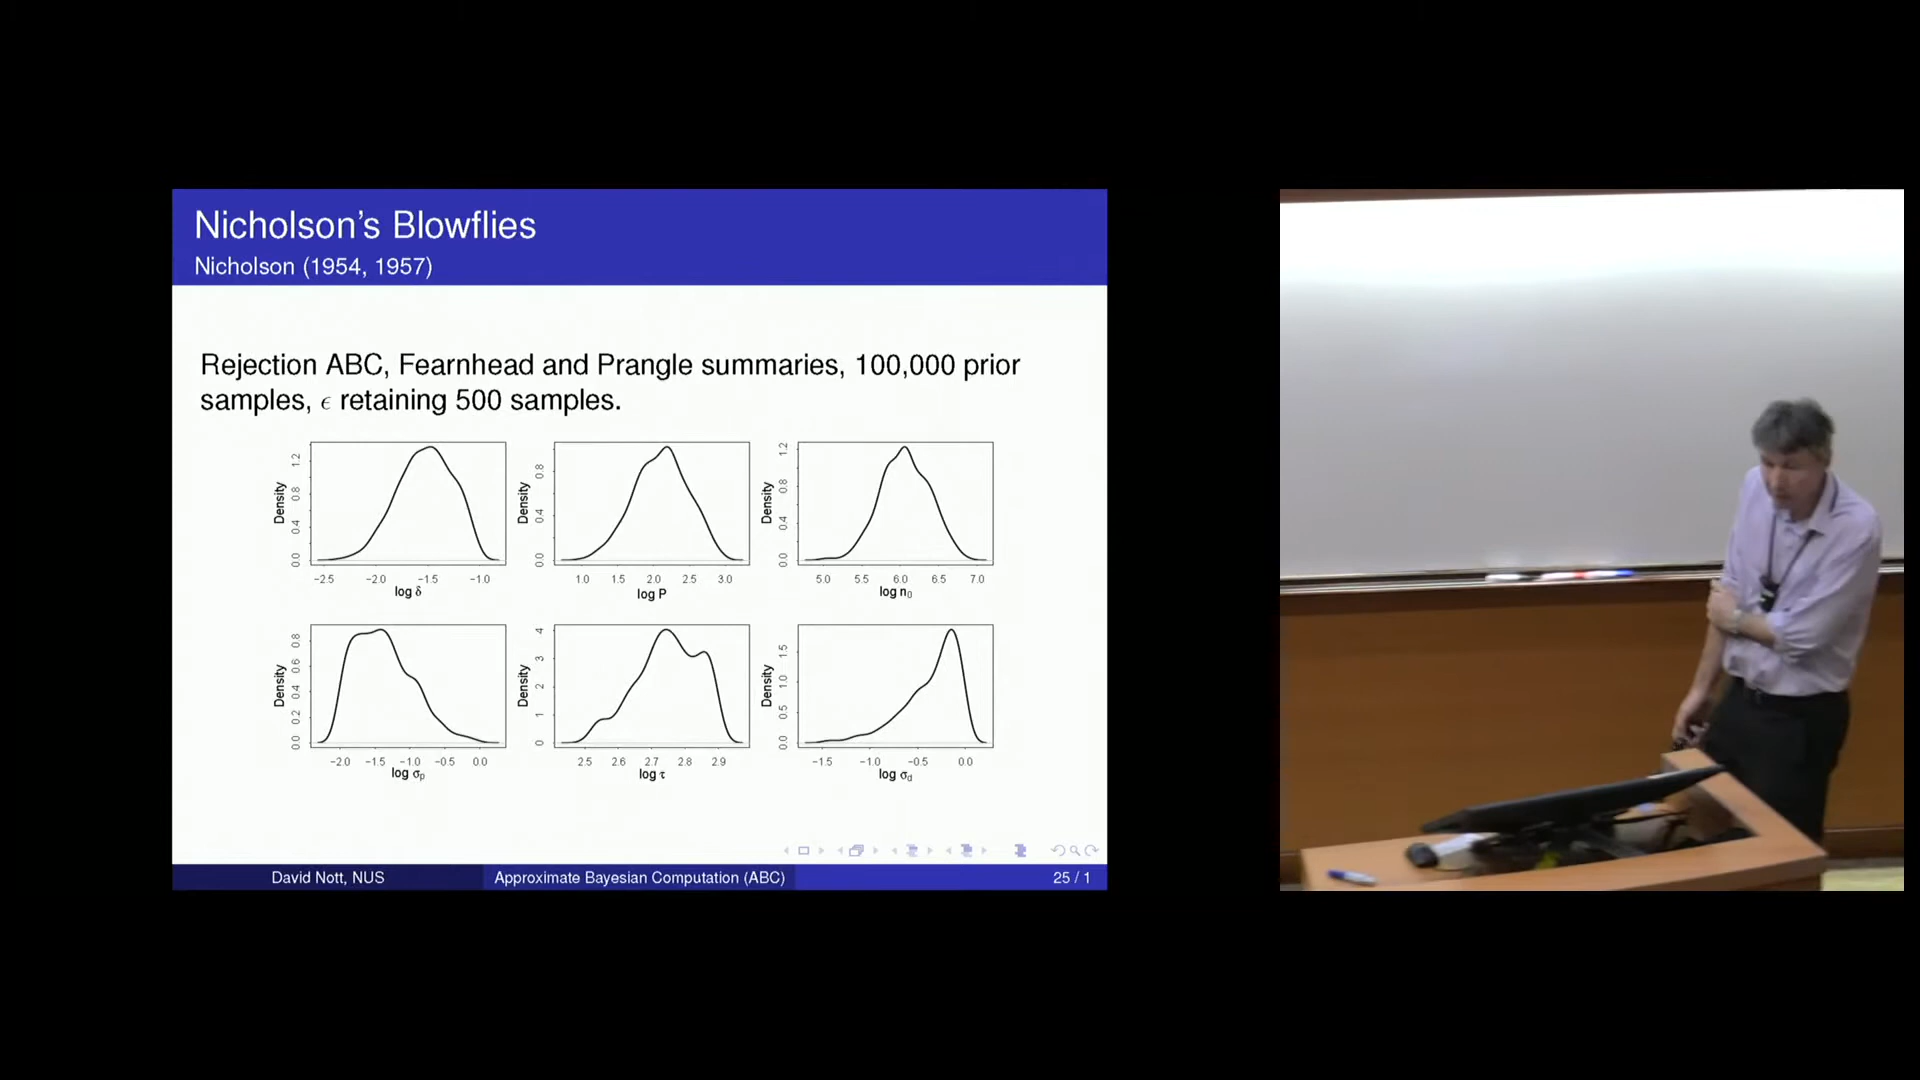 Nicholson's Blowflies
Nicholson (1954, 1957)
Rejection ABC, Fearnhead and Prangle summaries, 100,000 prior
samples, ϵ retaining 500 samples.
Density
0.0 0.4 0.8 1.2
−2.5 −2.0 −1.5 −1.0
log δ
Density
0.0 0.4 0.8
1.0 1.5 2.0 2.5 3.0
log P
Density
0.0 0.4 0.8 1.2
5.0 5.5 6.0 6.5 7.0
log n₀
Density
0.0 0.2 0.4 0.6 0.8
−2.0 −1.5 −1.0 −0.5 0.0
log σₚ
Density
0 1 2 3 4
2.5 2.6 2.7 2.8 2.9
log τ
Density
0.0 0.5 1.0 1.5
−1.5 −1.0 −0.5 0.0
log σd
David Nott, NUS
Approximate Bayesian Computation (ABC)
25 / 1